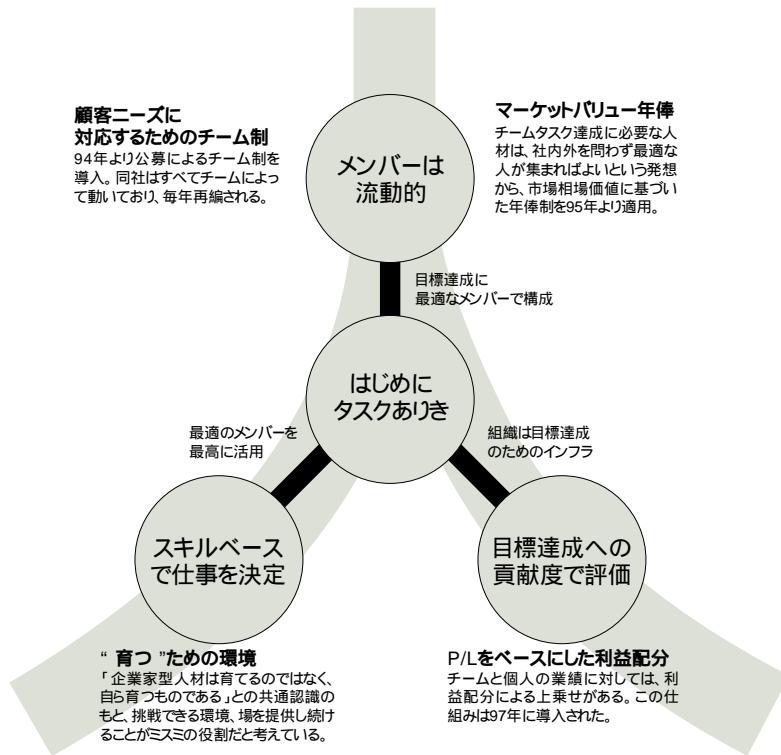 顧客ニーズに
対応するためのチーム制
94年より公募によるチーム制を
導入。同社はすべてチームによっ
て動いており、毎年再編される。
マーケットバリュー年俸
チームタスク達成に必要な人
材は、社内外を問わず最適な
人が集まればよいという発想
から、市場相場価値に基づい
た年俸制を95年より適用。
メンバーは
流動的
目標達成に
最適なメンバーで構成
はじめに
タスクありき
最適のメンバーを
最高に活用
組織は目標達成
のためのインフラ
スキルベース
で仕事を決定
目標達成への
貢献度で評価
“ 育つ ”ための環境
「企業家型人材は育てるのではなく、
自ら育つものである」との共通認識の
もと、挑戦できる環境、場を提供し続け
ることがミスミの役割だと考えている。
P/Lをベースにした利益配分
チームと個人の業績に対しては、利
益配分による上乗せがある。この仕
組みは97年に導入された。